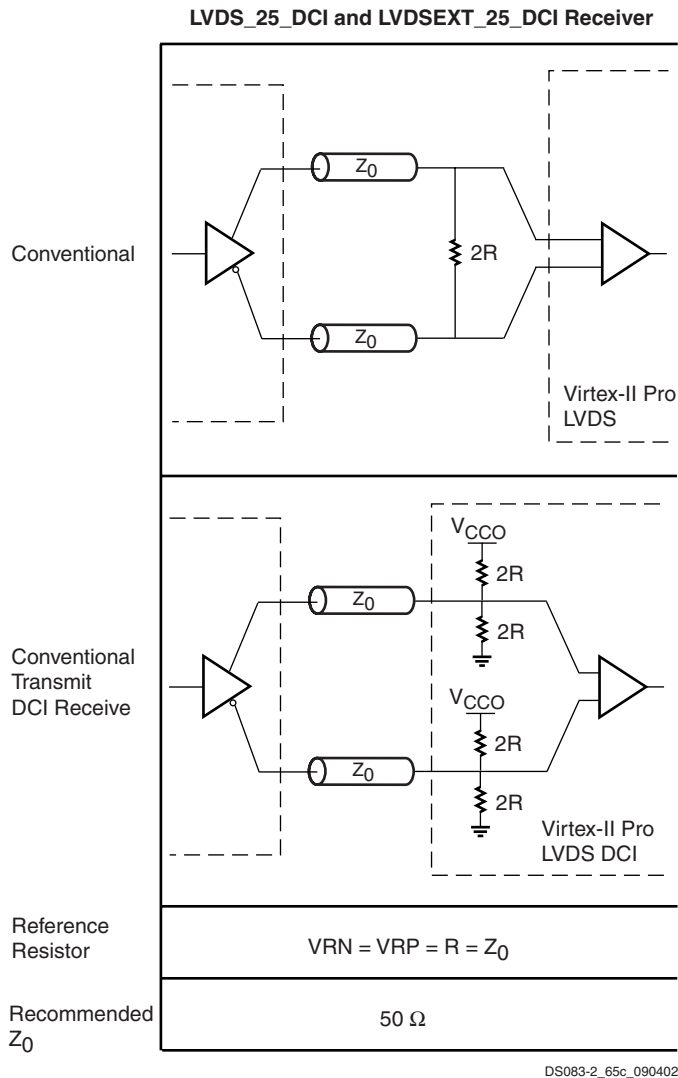 LVDS_25_DCI and LVDSEXT_25_DCI Receiver
Conventional
Z0
2R
Z0
Virtex-II Pro
LVDS
Conventional
Transmit
DCI Receive
VCCO
2R
Z0
2R
VCCO
2R
Z0
2R
Virtex-II Pro
LVDS DCI
Reference
Resistor
VRN = VRP = R = Z0
Recommended
Z0
50 Ω
DS083-2_65c_090402